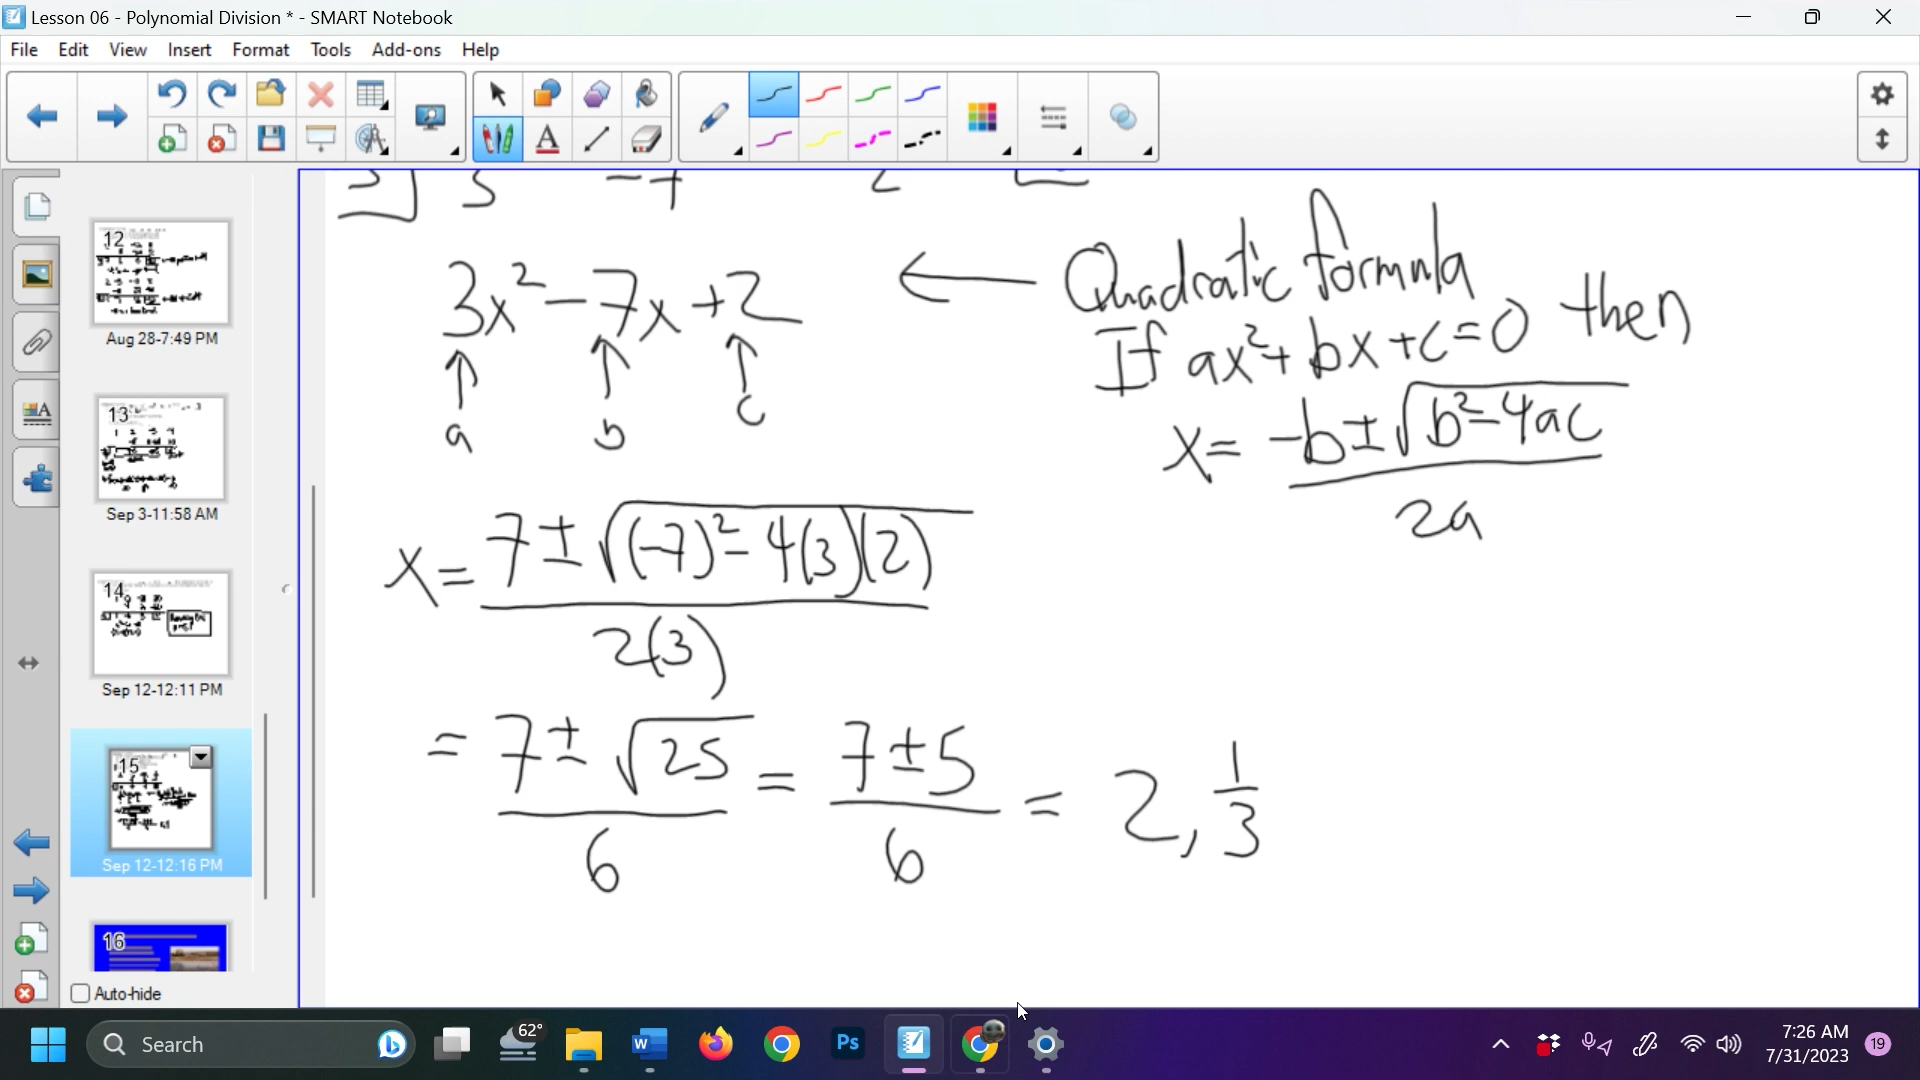 Lesson 06 - Polynomial Division * - SMART Notebook
File Edit View Insert Format Tools Add-ons Help
12
Aug 28-7:49 PM
13
Sep 3-11:58 AM
14
Sep 12-12:11 PM
15
Sep 12-12:16 PM
16
Auto-hide
3x² - 7x + 2 ← Quadratic formula
↑ ↑ ↑
a b c
If ax² + bx + c = 0 then
x = (-b ± √(b² - 4ac)) / 2a
x = (7 ± √((-7)² - 4(3)(2))) / 2(3)
= (7 ± √25) / 6 = (7 ± 5) / 6 = 2, 1/3
Search
62°
W
Ps
7:26 AM
7/31/2023
19